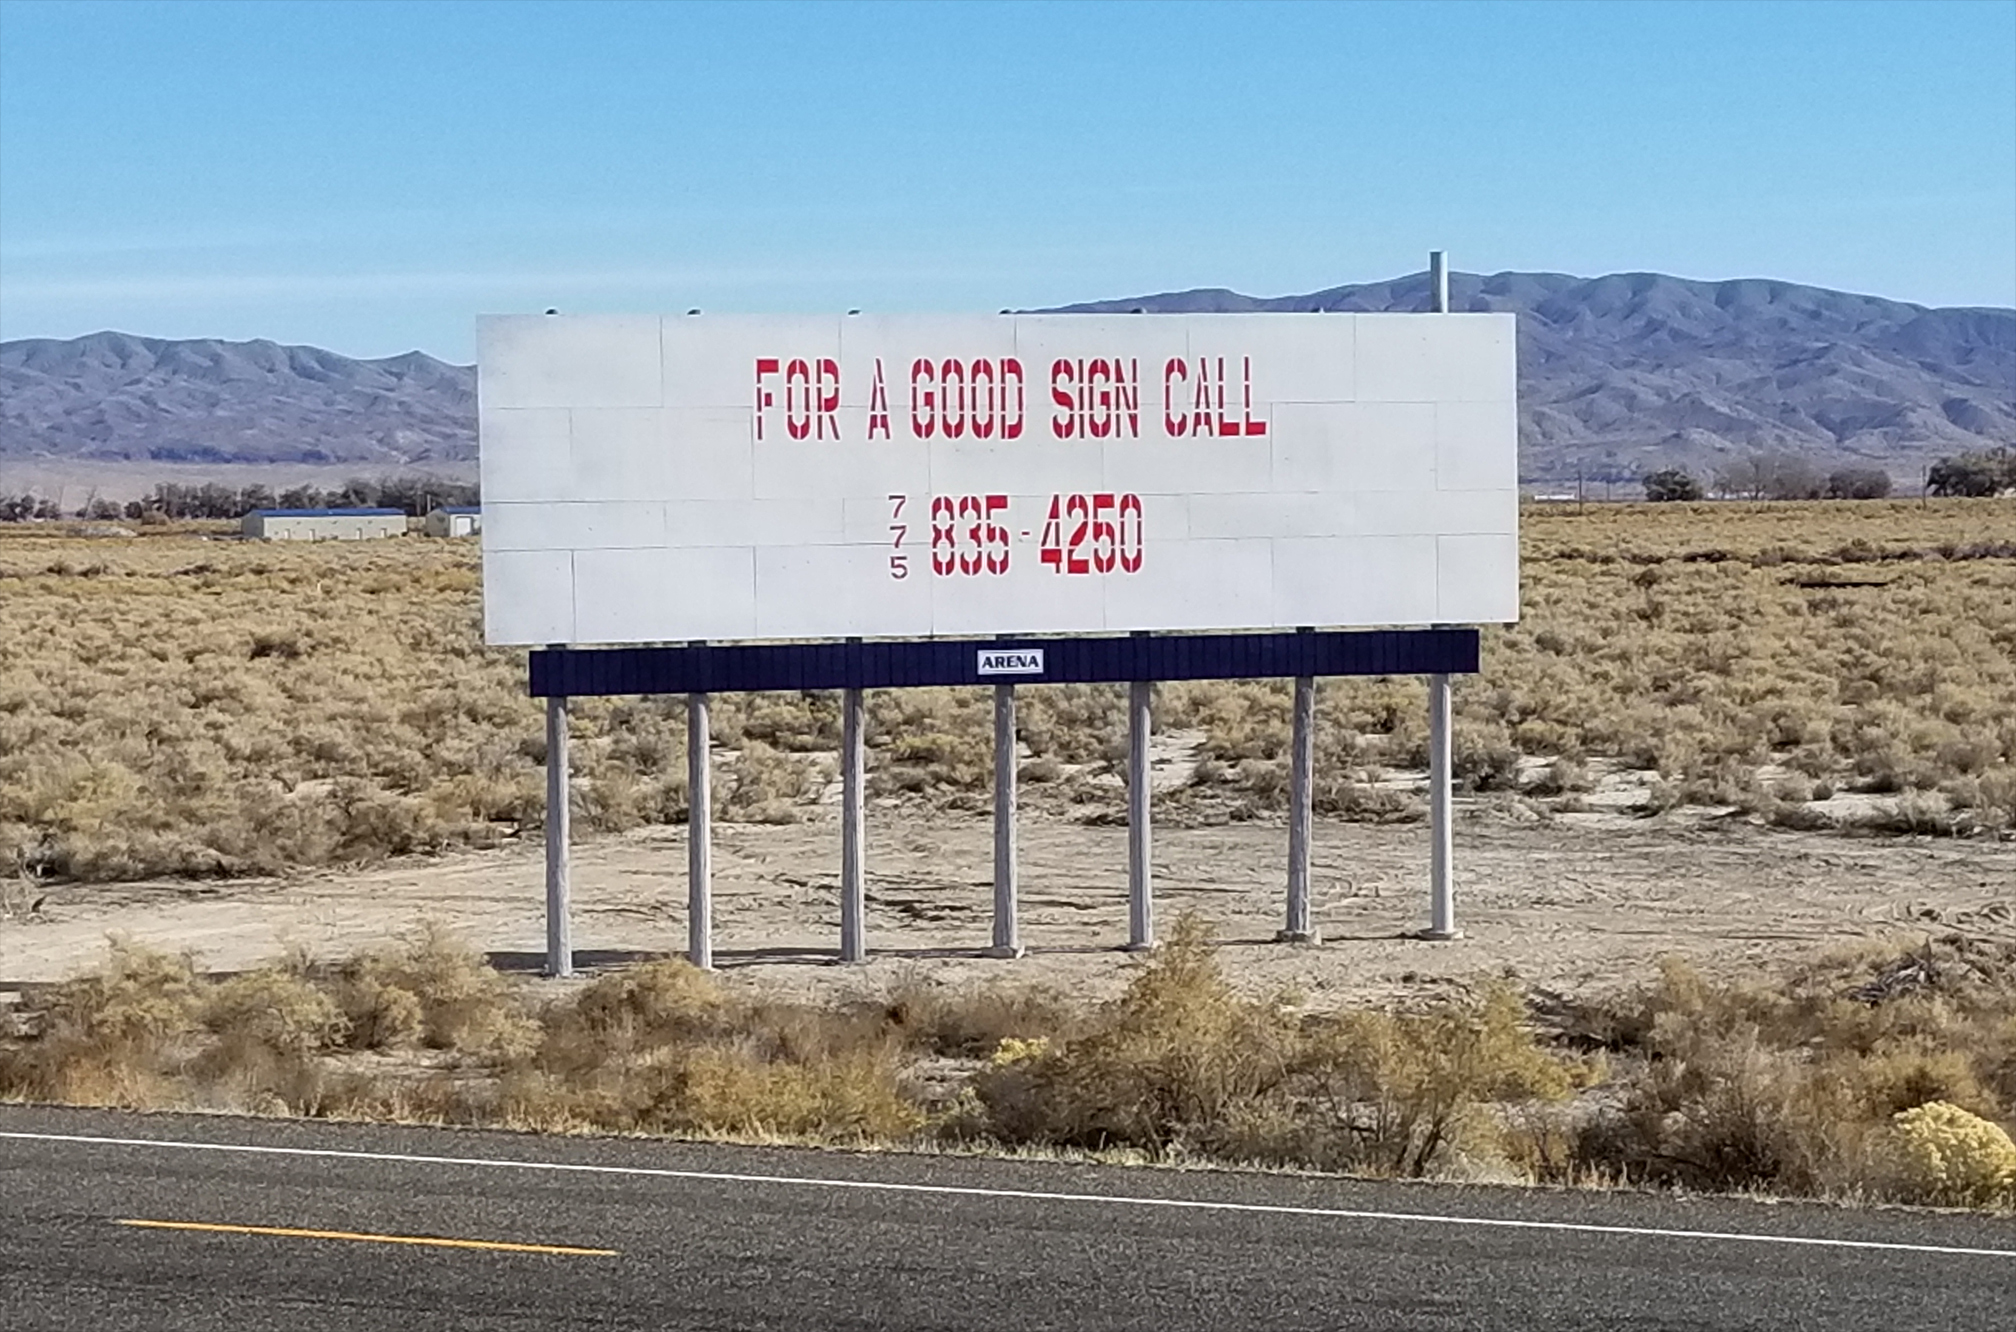 FOR A GOOD SIGN CALL
775 835-4250
ARENA